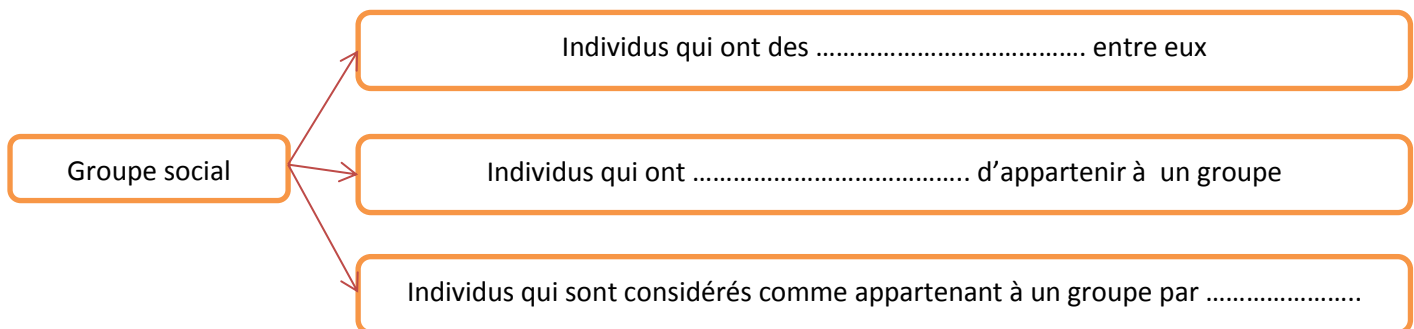 Individus qui ont des …………………………………. entre eux
Groupe social
Individus qui ont ………………………………….. d’appartenir à un groupe
Individus qui sont considérés comme appartenant à un groupe par …………………..